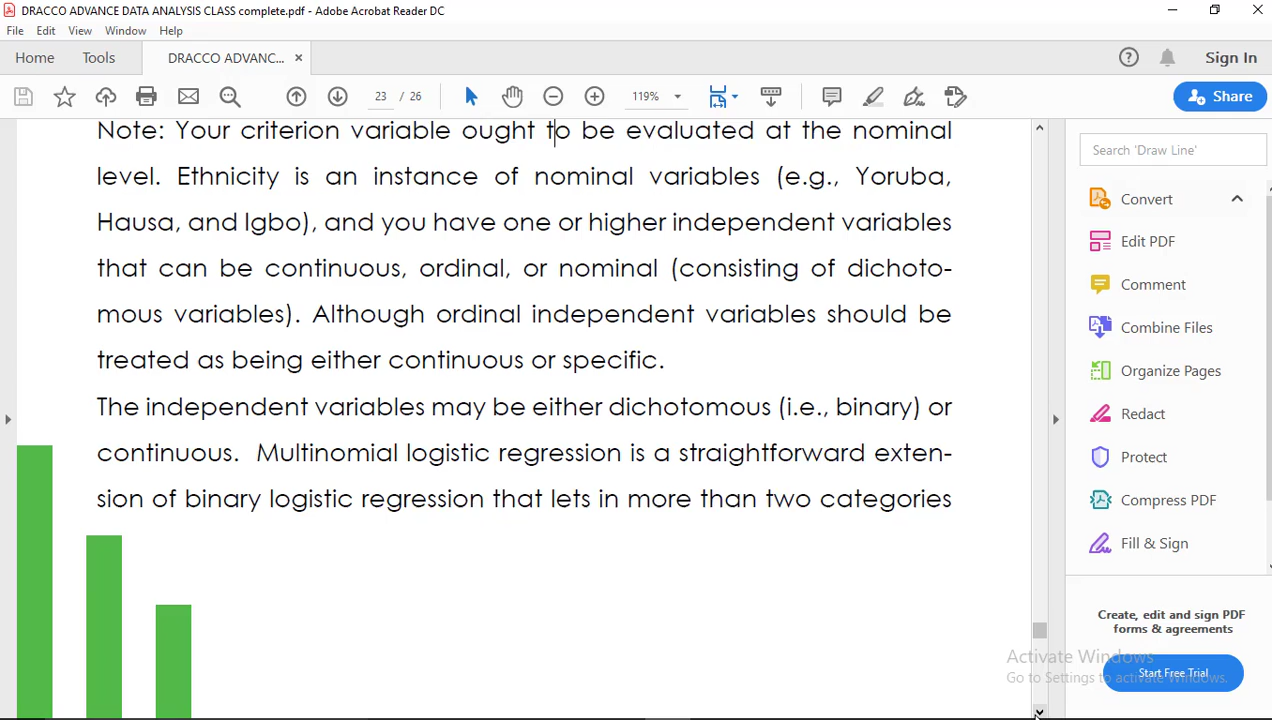 DRACCO ADVANCE DATA ANALYSIS CLASS complete.pdf - Adobe Acrobat Reader DC
File Edit View Window Help
Home Tools DRACCO ADVANC... × Sign In
23 / 26 119% Share
Note: Your criterion variable ought to be evaluated at the nominal
level. Ethnicity is an instance of nominal variables (e.g., Yoruba,
Hausa, and Igbo), and you have one or higher independent variables
that can be continuous, ordinal, or nominal (consisting of dichoto-
mous variables). Although ordinal independent variables should be
treated as being either continuous or specific.
The independent variables may be either dichotomous (i.e., binary) or
continuous. Multinomial logistic regression is a straightforward exten-
sion of binary logistic regression that lets in more than two categories
Search 'Draw Line'
Convert
Edit PDF
Comment
Combine Files
Organize Pages
Redact
Protect
Compress PDF
Fill & Sign
Create, edit and sign PDF
forms & agreements
Start Free Trial
Activate Windows
Go to Settings to activate Windows.